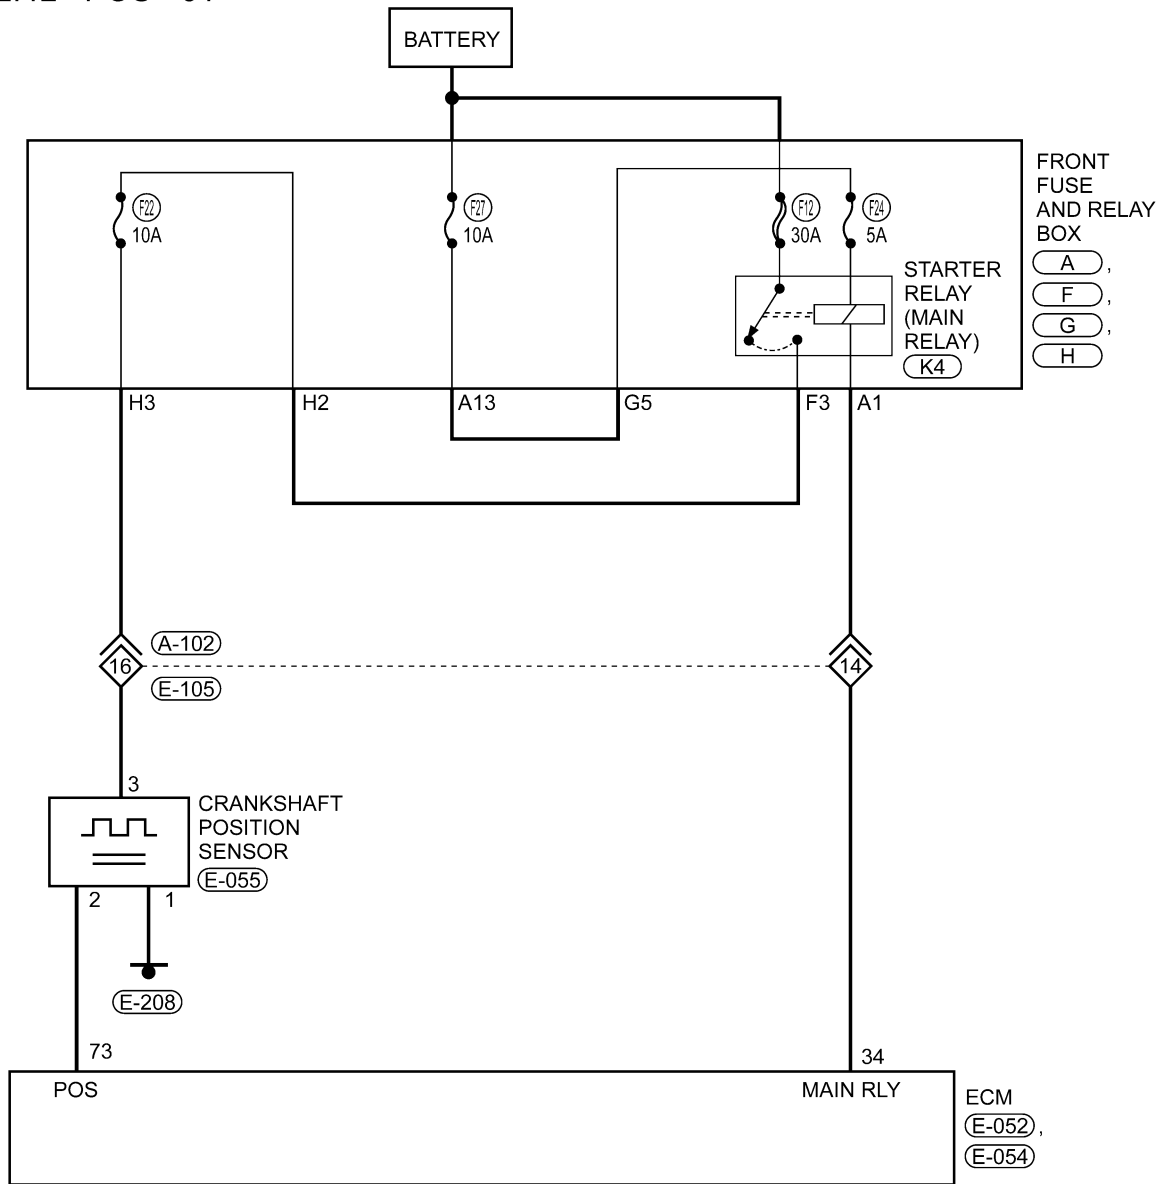 BATTERY
F22
10A
F27
10A
F12
30A
F24
5A
FRONT
FUSE
AND RELAY
BOX
A ,
F ,
G ,
H
STARTER
RELAY
(MAIN
RELAY)
K4
H3
H2
A13
G5
F3
A1
A-102
16
14
E-105
3
CRANKSHAFT
POSITION
SENSOR
E-055
2
1
E-208
73
34
POS
MAIN RLY
ECM
E-052 ,
E-054